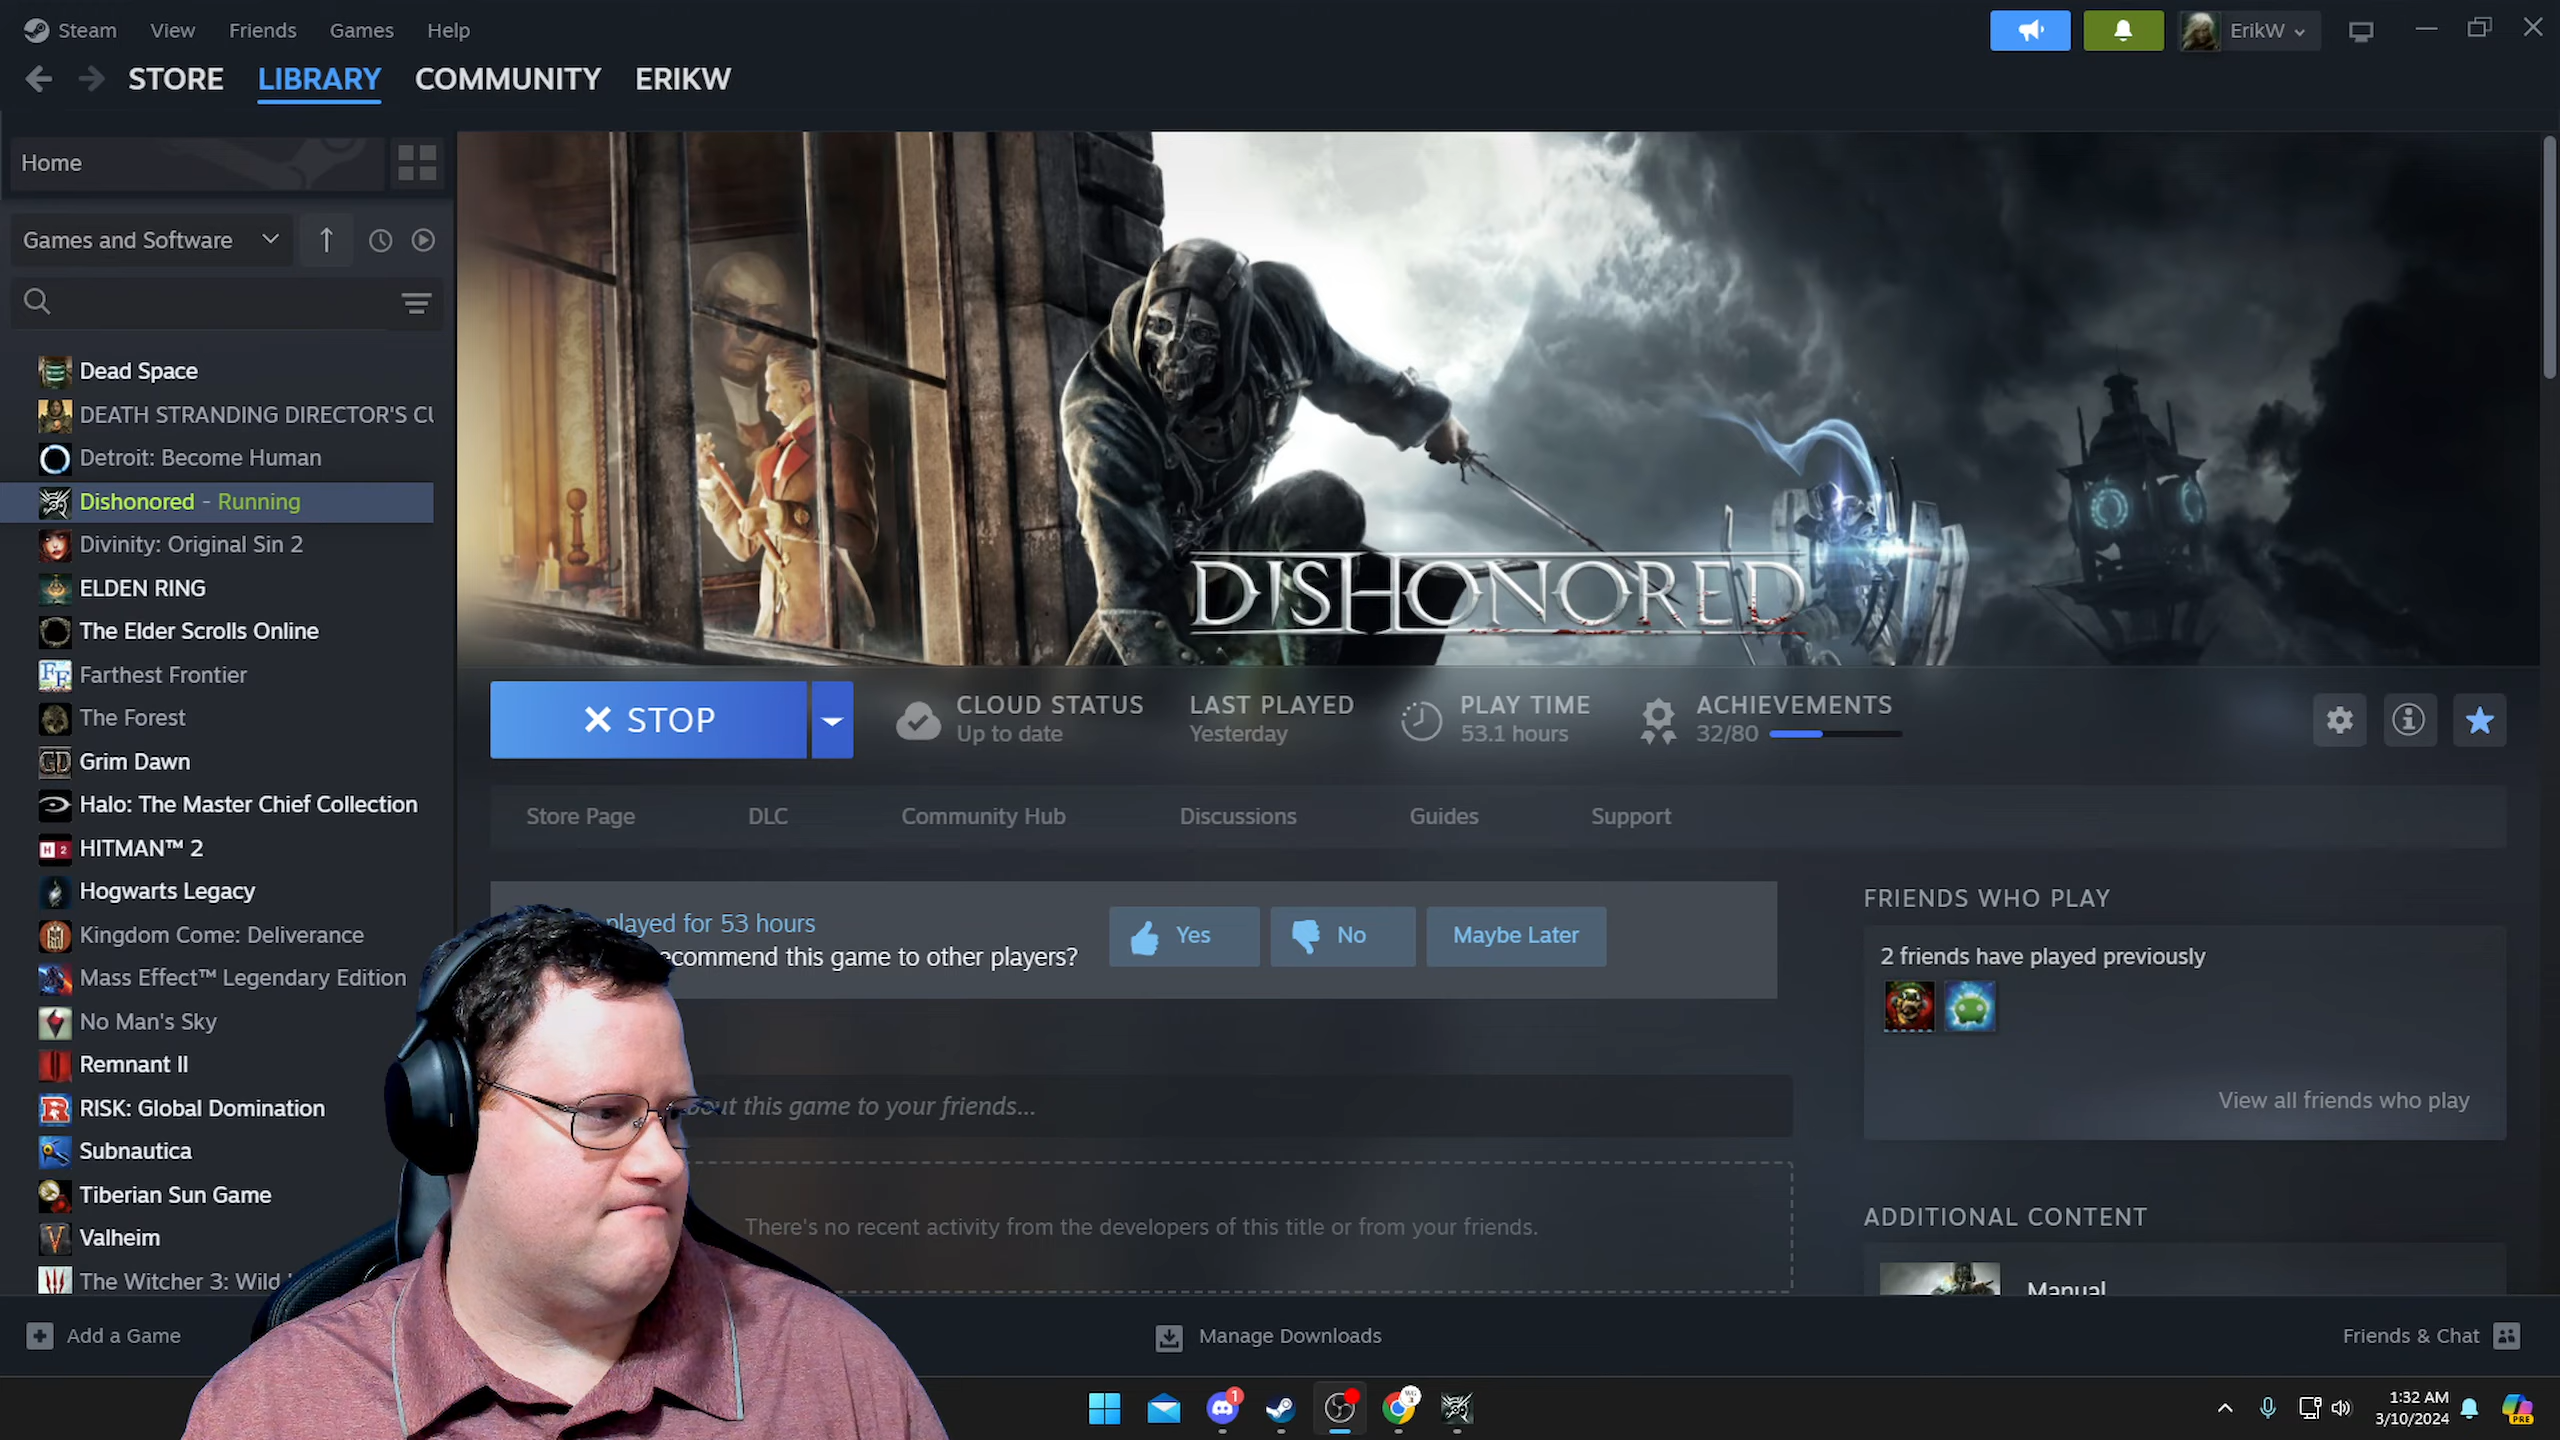 Steam View Friends Games Help
ErikW
STORE LIBRARY COMMUNITY ERIKW
Home
Games and Software
Dead Space
DEATH STRANDING DIRECTOR'S CU
Detroit: Become Human
Dishonored - Running
Divinity: Original Sin 2
ELDEN RING
The Elder Scrolls Online
Farthest Frontier
The Forest
Grim Dawn
Halo: The Master Chief Collection
HITMAN™ 2
Hogwarts Legacy
Kingdom Come: Deliverance
Mass Effect™ Legendary Edition
No Man's Sky
Remnant II
RISK: Global Domination
Subnautica
Tiberian Sun Game
Valheim
The Witcher 3: Wild
DISHONORED
STOP
CLOUD STATUS
Up to date
LAST PLAYED
Yesterday
PLAY TIME
53.1 hours
ACHIEVEMENTS
32/80
Store Page DLC Community Hub Discussions Guides Support
played for 53 hours
ecommend this game to other players?
Yes No Maybe Later
FRIENDS WHO PLAY
2 friends have played previously
View all friends who play
bout this game to your friends...
There's no recent activity from the developers of this title or from your friends.
ADDITIONAL CONTENT
Manual
Add a Game
Manage Downloads
Friends & Chat
1
1:32 AM
3/10/2024
PRE